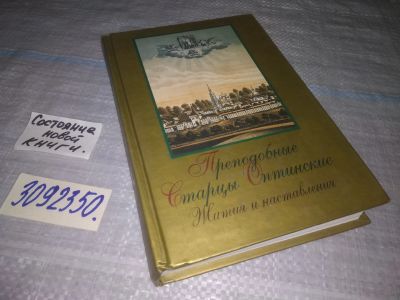 Состояние
новой
книги.
3092350.
Преподобные
Старцы Оптинские
Жития и наставления